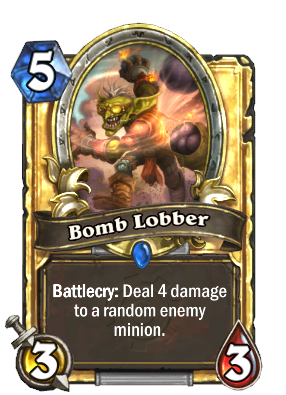 5
Bomb Lobber
Battlecry: Deal 4 damage
to a random enemy
minion.
3
3